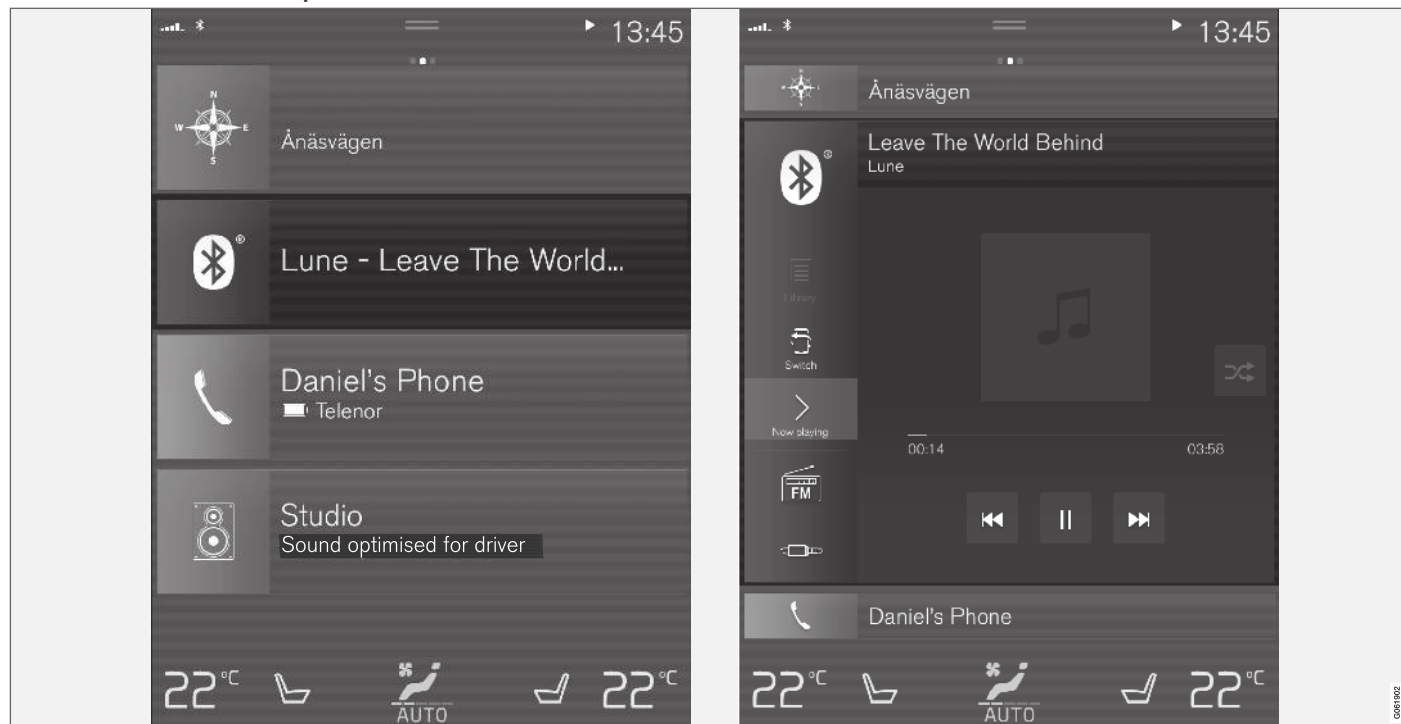 13:45
N
W
E
S
Ånäsvägen
®
Lune - Leave The World...
Daniel's Phone
Telenor
Studio
Sound optimised for driver
22°C
AUTO
22°C
13:45
Ånäsvägen
®
Leave The World Behind
Lune
Library
Switch
Now playing
00:14
03:58
FM
Daniel's Phone
22°C
AUTO
22°C
G061902